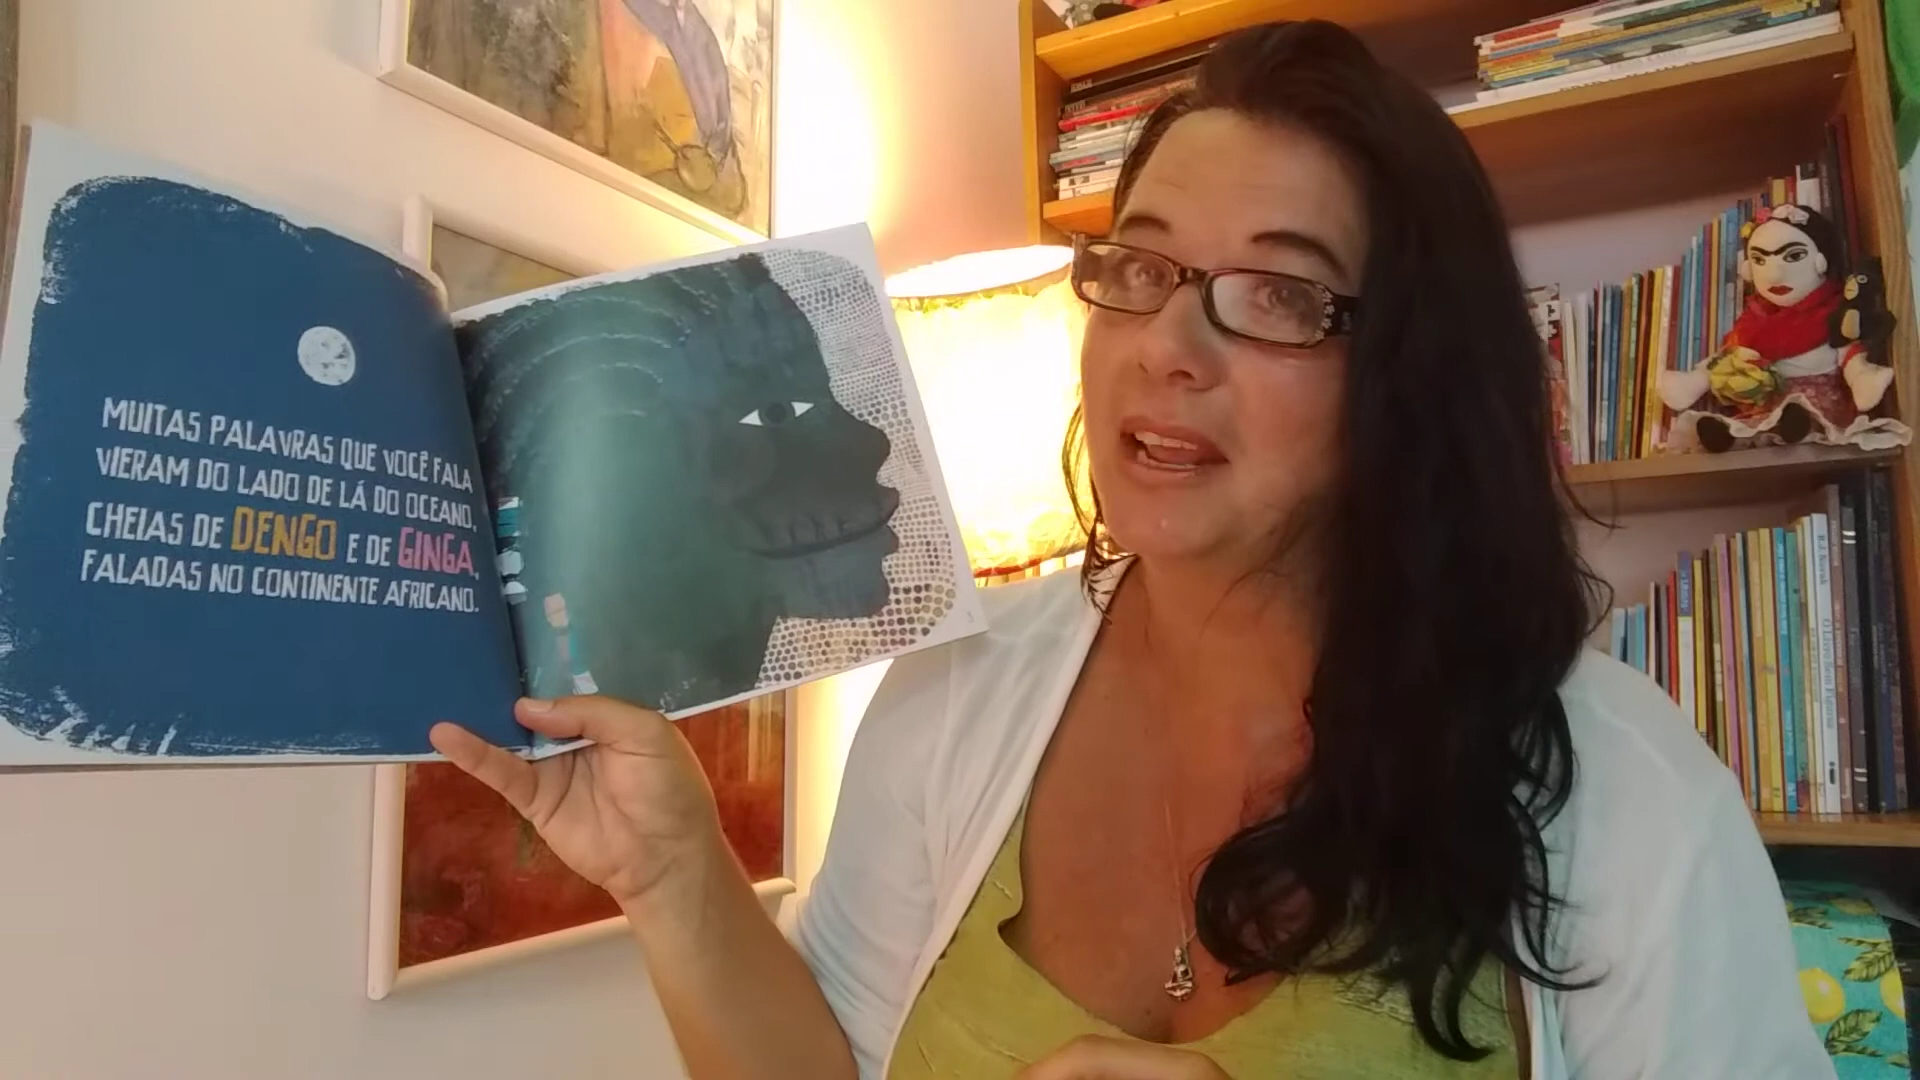 MUITAS PALAVRAS QUE VOCÊ FALA
VIERAM DO LADO DE LÁ DO OCEANO,
CHEIAS DE DENGO E DE GINGA,
FALADAS NO CONTINENTE AFRICANO.
5